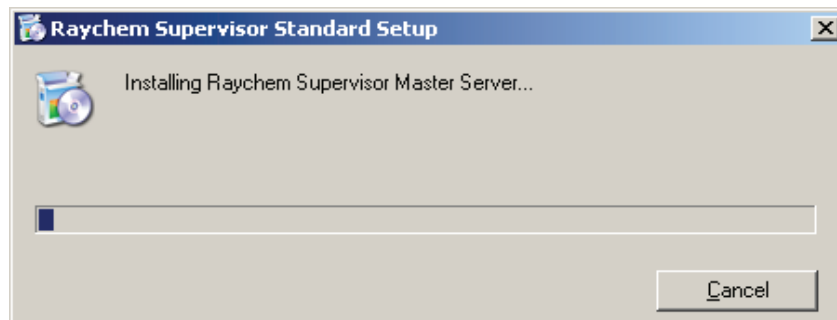 Raychem Supervisor Standard Setup
Installing Raychem Supervisor Master Server...
Cancel